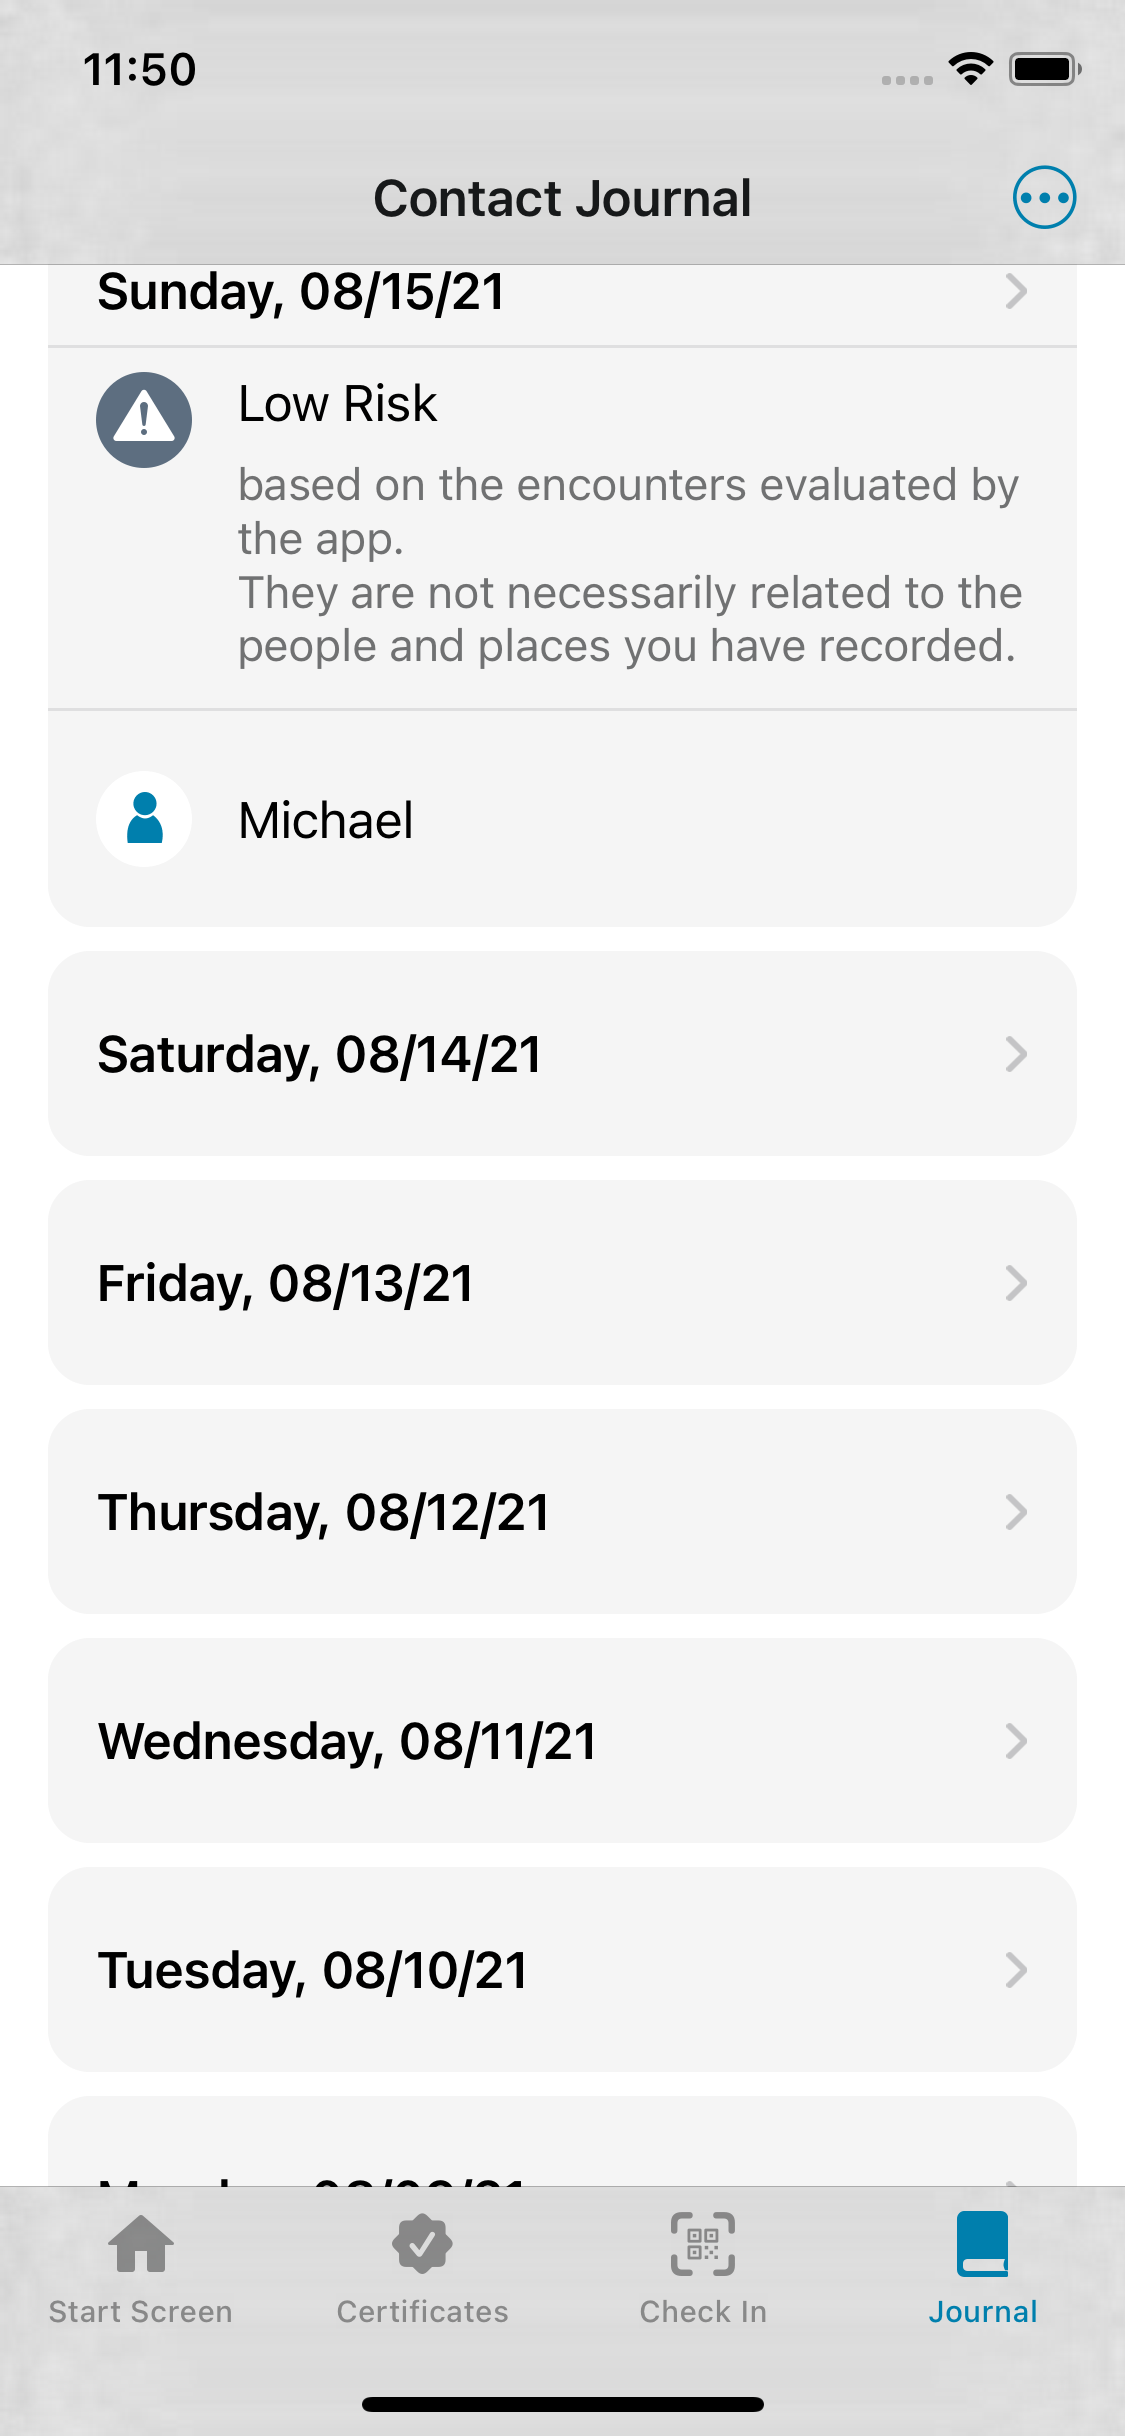 11:50
Contact Journal
Sunday, 08/15/21
Low Risk
based on the encounters evaluated by
the app.
They are not necessarily related to the
people and places you have recorded.
Michael
Saturday, 08/14/21
Friday, 08/13/21
Thursday, 08/12/21
Wednesday, 08/11/21
Tuesday, 08/10/21
Start Screen
Certificates
Check In
Journal